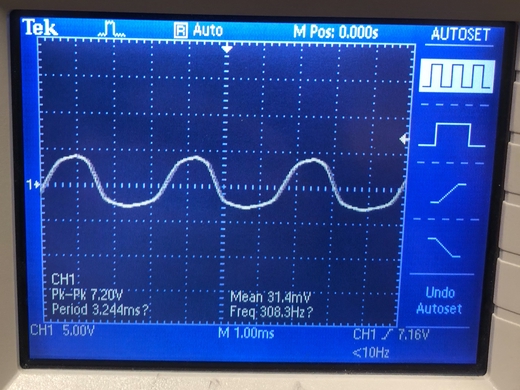 Tek R Auto M Pos: 0.000s AUTOSET
1
CH1
Pk-Pk 7.20V
Period 3.244ms?
Mean 31.4mV
Freq 308.3Hz?
Undo
Autoset
CH1 5.00V M 1.00ms CH1 / 7.16V
<10Hz